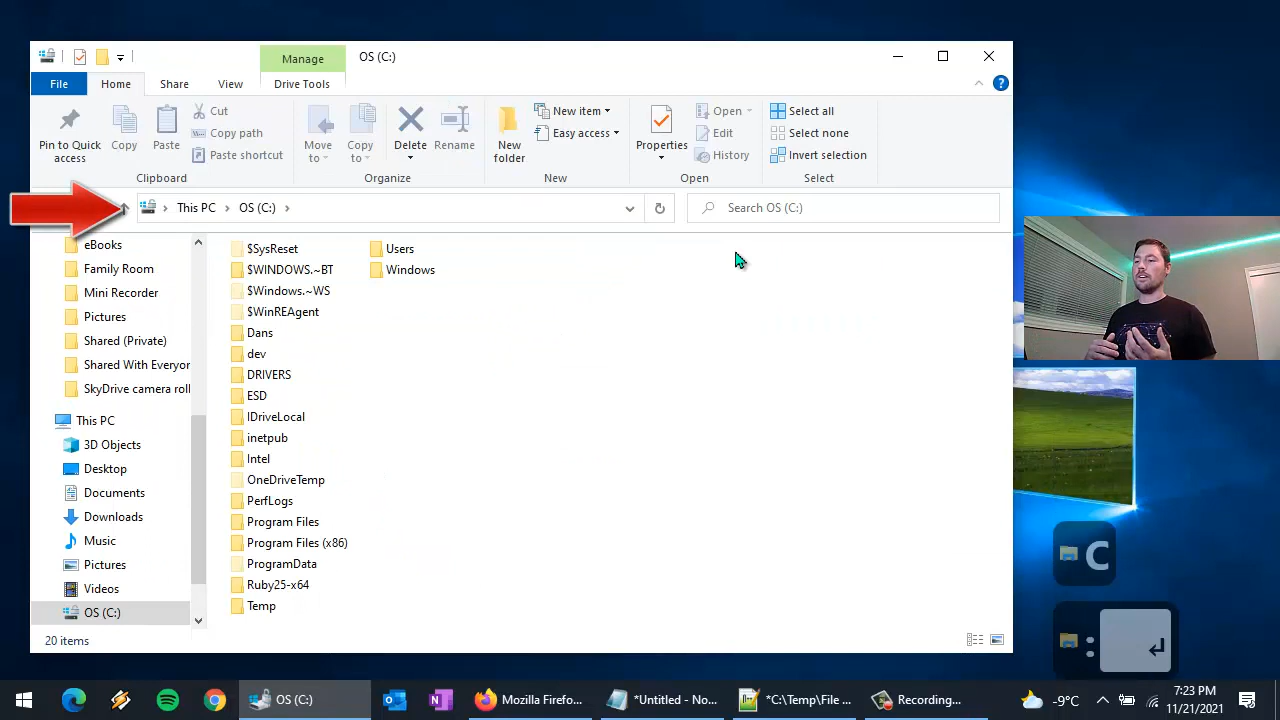 Manage
OS (C:)
File
Home
Share
View
Drive Tools
Pin to Quick access
Copy
Paste
Cut
Copy path
Paste shortcut
Clipboard
Move to
Copy to
Delete
Rename
Organize
New folder
New item
Easy access
New
Properties
Open
Edit
History
Open
Select all
Select none
Invert selection
Select
This PC > OS (C:) >
Search OS (C:)
eBooks
Family Room
Mini Recorder
Pictures
Shared (Private)
Shared With Everyon
SkyDrive camera roll
This PC
3D Objects
Desktop
Documents
Downloads
Music
Pictures
Videos
OS (C:)
$SysReset
$WINDOWS.~BT
$Windows.~WS
$WinREAgent
Dans
dev
DRIVERS
ESD
IDriveLocal
inetpub
Intel
OneDriveTemp
PerfLogs
Program Files
Program Files (x86)
ProgramData
Ruby25-x64
Temp
Users
Windows
20 items
C
:
OS (C:)
Mozilla Firefo...
*Untitled - No...
*C:\Temp\File ...
Recording...
-9°C
7:23 PM
11/21/2021